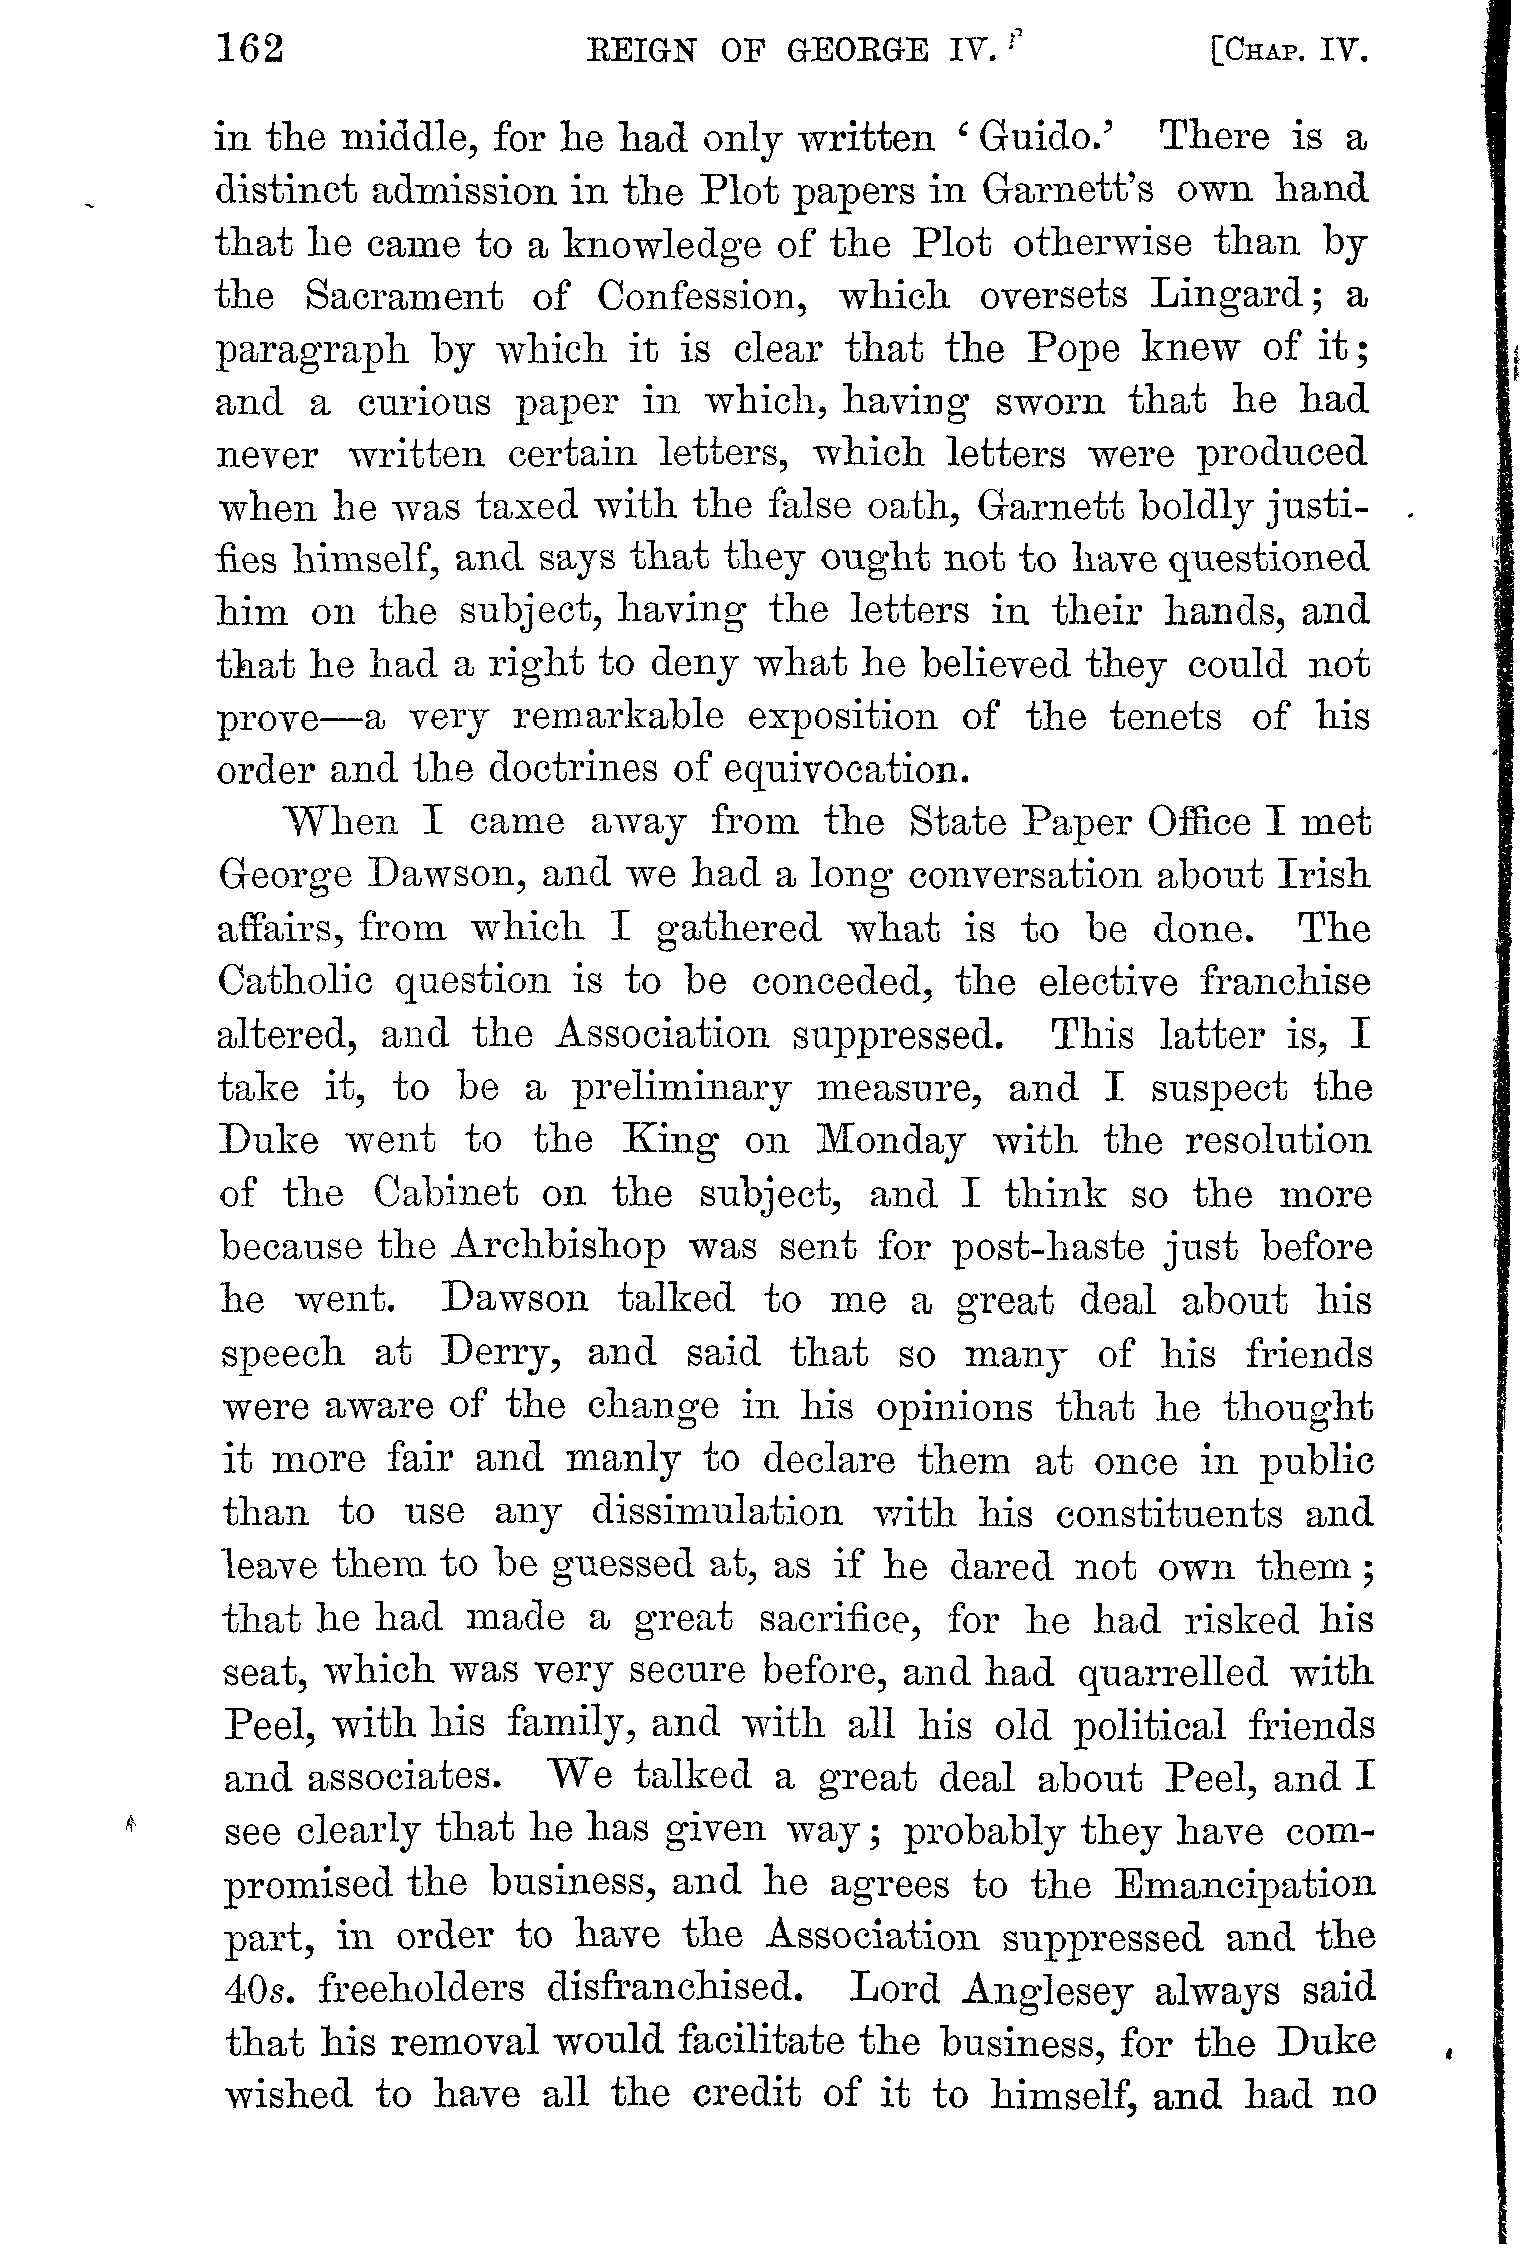 162 REIGN OF GEORGE IV. [CHAP. IV.
in the middle, for he had only written ‘Guido.’ There is a
distinct admission in the Plot papers in Garnett’s own hand
that he came to a knowledge of the Plot otherwise than by
the Sacrament of Confession, which oversets Lingard; a
paragraph by which it is clear that the Pope knew of it;
and a curious paper in which, having sworn that he had
never written certain letters, which letters were produced
when he was taxed with the false oath, Garnett boldly justi-
fies himself, and says that they ought not to have questioned
him on the subject, having the letters in their hands, and
that he had a right to deny what he believed they could not
prove—a very remarkable exposition of the tenets of his
order and the doctrines of equivocation.
When I came away from the State Paper Office I met
George Dawson, and we had a long conversation about Irish
affairs, from which I gathered what is to be done. The
Catholic question is to be conceded, the elective franchise
altered, and the Association suppressed. This latter is, I
take it, to be a preliminary measure, and I suspect the
Duke went to the King on Monday with the resolution
of the Cabinet on the subject, and I think so the more
because the Archbishop was sent for post-haste just before
he went. Dawson talked to me a great deal about his
speech at Derry, and said that so many of his friends
were aware of the change in his opinions that he thought
it more fair and manly to declare them at once in public
than to use any dissimulation with his constituents and
leave them to be guessed at, as if he dared not own them;
that he had made a great sacrifice, for he had risked his
seat, which was very secure before, and had quarrelled with
Peel, with his family, and with all his old political friends
and associates. We talked a great deal about Peel, and I
see clearly that he has given way; probably they have com-
promised the business, and he agrees to the Emancipation
part, in order to have the Association suppressed and the
40s. freeholders disfranchised. Lord Anglesey always said
that his removal would facilitate the business, for the Duke
wished to have all the credit of it to himself, and had no